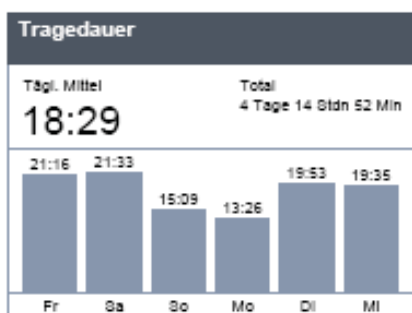 Tragedauer
Tägl. Mittel
Total
18:29
4 Tage 14 Stdn 52 Min
21:16 21:33 15:09 13:26 19:53 19:35
Fr Sa So Mo Di Mi